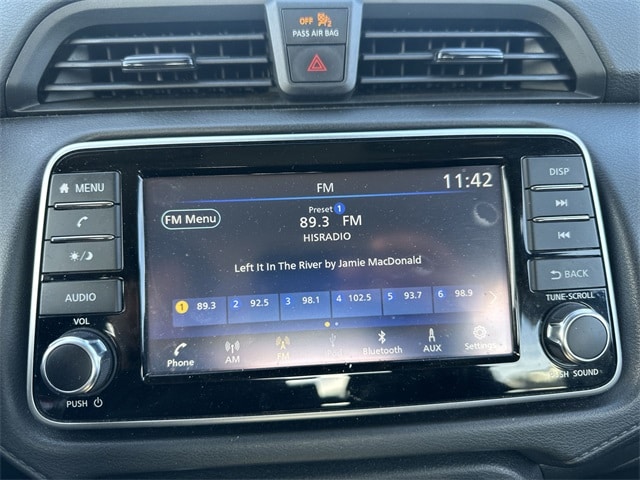 OFF 2
PASS AIR BAG
MENU
DISP
FM
11:42
FM Menu
Preset 1
89.3 FM
HISRADIO
Left It In The River by Jamie MacDonald
BACK
AUDIO
1 89.3 2 92.5 3 98.1 4 102.5 5 93.7 6 98.9
TUNE-SCROLL
VOL
Phone AM FM Bluetooth AUX Settings
PUSH
PUSH SOUND